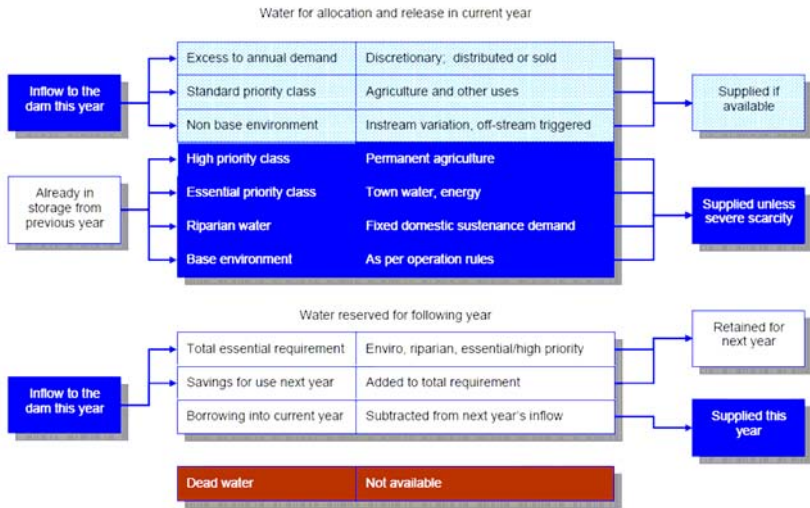 Water for allocation and release in current year
Inflow to the
dam this year
Excess to annual demand
Discretionary; distributed or sold
Standard priority class
Agriculture and other uses
Non base environment
Instream variation, off-stream triggered
Supplied if
available
Already in
storage from
previous year
High priority class
Permanent agriculture
Essential priority class
Town water, energy
Riparian water
Fixed domestic sustenance demand
Base environment
As per operation rules
Supplied unless
severe scarcity
Water reserved for following year
Inflow to the
dam this year
Total essential requirement
Enviro, riparian, essential/high priority
Savings for use next year
Added to total requirement
Borrowing into current year
Subtracted from next year's inflow
Retained for
next year
Supplied this
year
Dead water
Not available